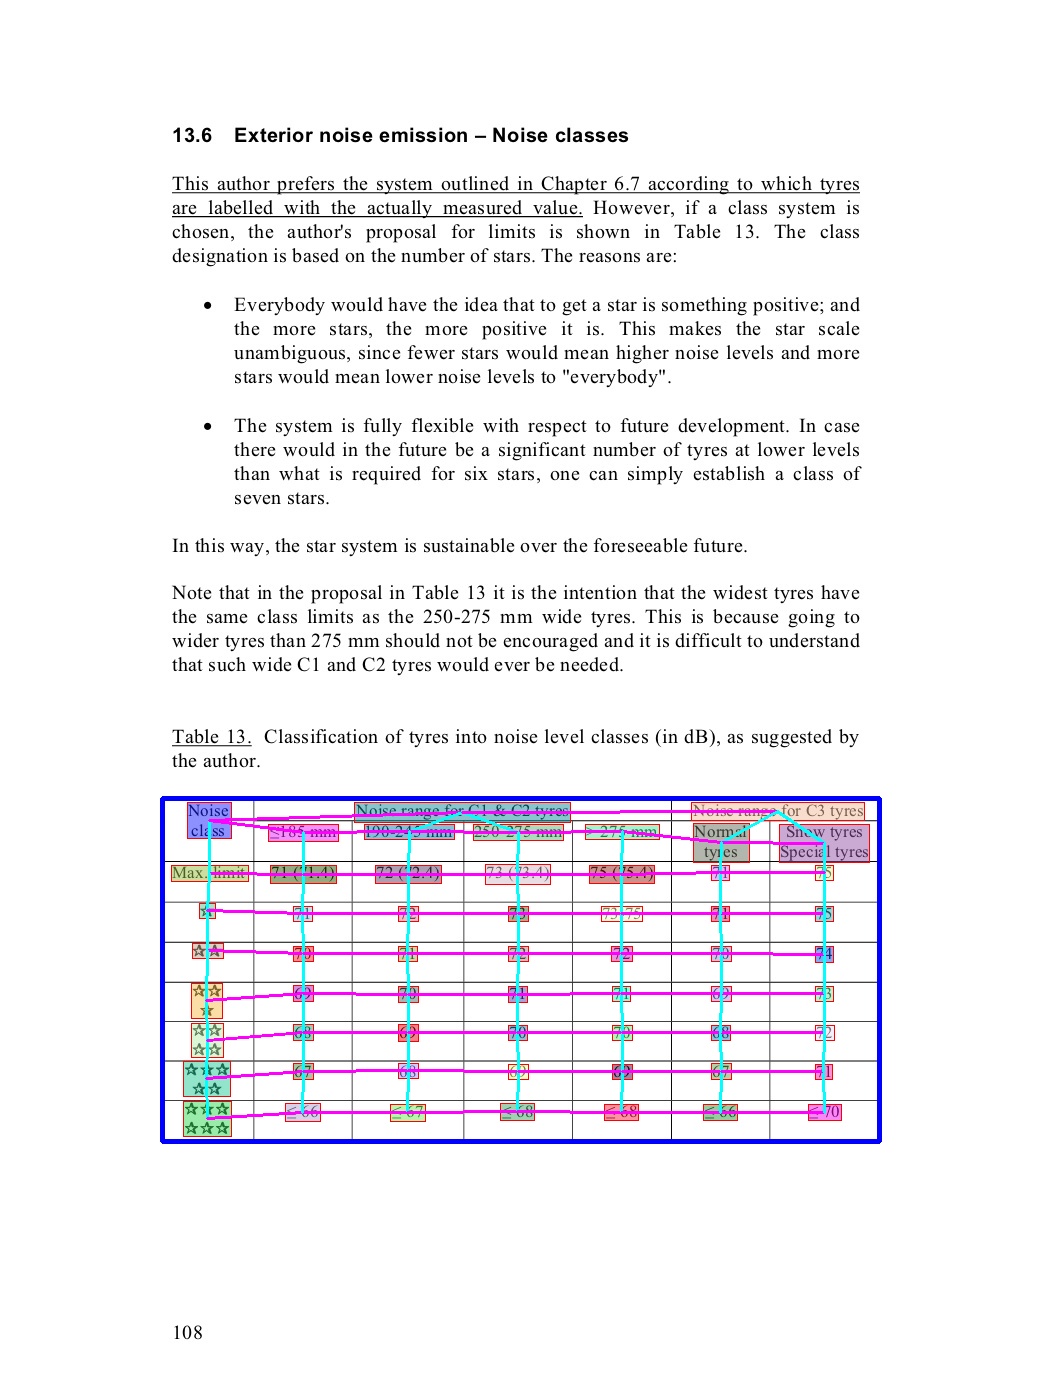 13.6 Exterior noise emission – Noise classes
This author prefers the system outlined in Chapter 6.7 according to which tyres
are labelled with the actually measured value. However, if a class system is
chosen, the author's proposal for limits is shown in Table 13. The class
designation is based on the number of stars. The reasons are:
• Everybody would have the idea that to get a star is something positive; and
the more stars, the more positive it is. This makes the star scale
unambiguous, since fewer stars would mean higher noise levels and more
stars would mean lower noise levels to "everybody".
• The system is fully flexible with respect to future development. In case
there would in the future be a significant number of tyres at lower levels
than what is required for six stars, one can simply establish a class of
seven stars.
In this way, the star system is sustainable over the foreseeable future.
Note that in the proposal in Table 13 it is the intention that the widest tyres have
the same class limits as the 250-275 mm wide tyres. This is because going to
wider tyres than 275 mm should not be encouraged and it is difficult to understand
that such wide C1 and C2 tyres would ever be needed.
Table 13. Classification of tyres into noise level classes (in dB), as suggested by
the author.
Noise class Noise range for C1 & C2 tyres Noise range for C3 tyres
≤185 mm 190-245 mm 250-275 mm > 275 mm Normal tyres Snow tyres Special tyres
Max. limit 71 (71.4) 72 (72.4) 73 (73.4) 75 (75.4) 71 75
☆ 71 72 73 73-75 71 75
☆☆ 70 71 72 72 70 74
☆☆☆ 69 70 71 71 69 73
☆☆☆☆ 68 69 70 70 68 72
☆☆☆☆☆ 67 68 69 69 67 71
☆☆☆☆☆☆ ≤ 66 ≤ 67 ≤ 68 ≤ 68 ≤ 66 ≤ 70
108